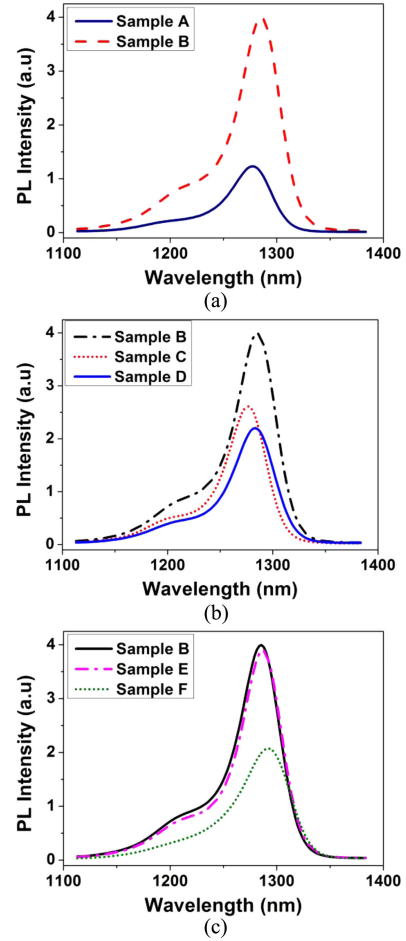 Sample A
Sample B
4
3
2
1
0
PL Intensity (a.u)
1100 1200 1300 1400
Wavelength (nm)
(a)
Sample B
Sample C
Sample D
4
3
2
1
0
PL Intensity (a.u)
1100 1200 1300 1400
Wavelength (nm)
(b)
Sample B
Sample E
Sample F
4
3
2
1
0
PL Intensity (a.u)
1100 1200 1300 1400
Wavelength (nm)
(c)